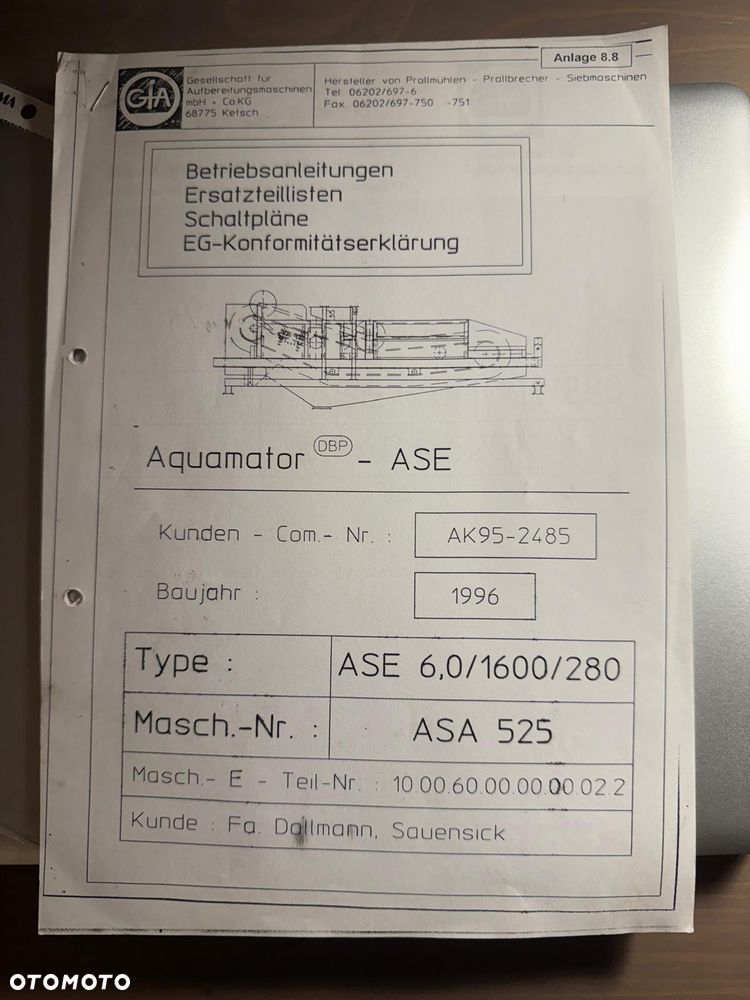 Anlage 8.8
GfA
Gesellschaft für
Aufbereitungsmaschinen
mbH + Co.KG
68775 Ketsch
Hersteller von Prallmühlen - Prallbrecher - Siebmaschinen
Tel. 06202/697-6
Fax. 06202/697-750 -751
Betriebsanleitungen
Ersatzteillisten
Schaltpläne
EG-Konformitätserklärung
Aquamator DBP - ASE
Kunden - Com.- Nr. : AK95-2485
Baujahr : 1996
Type : ASE 6,0/1600/280
Masch.-Nr. : ASA 525
Masch.- E - Teil-Nr. : 10.00.60.00.00.00.02.2
Kunde : Fa. Dallmann, Sauensick
OTOMOTO